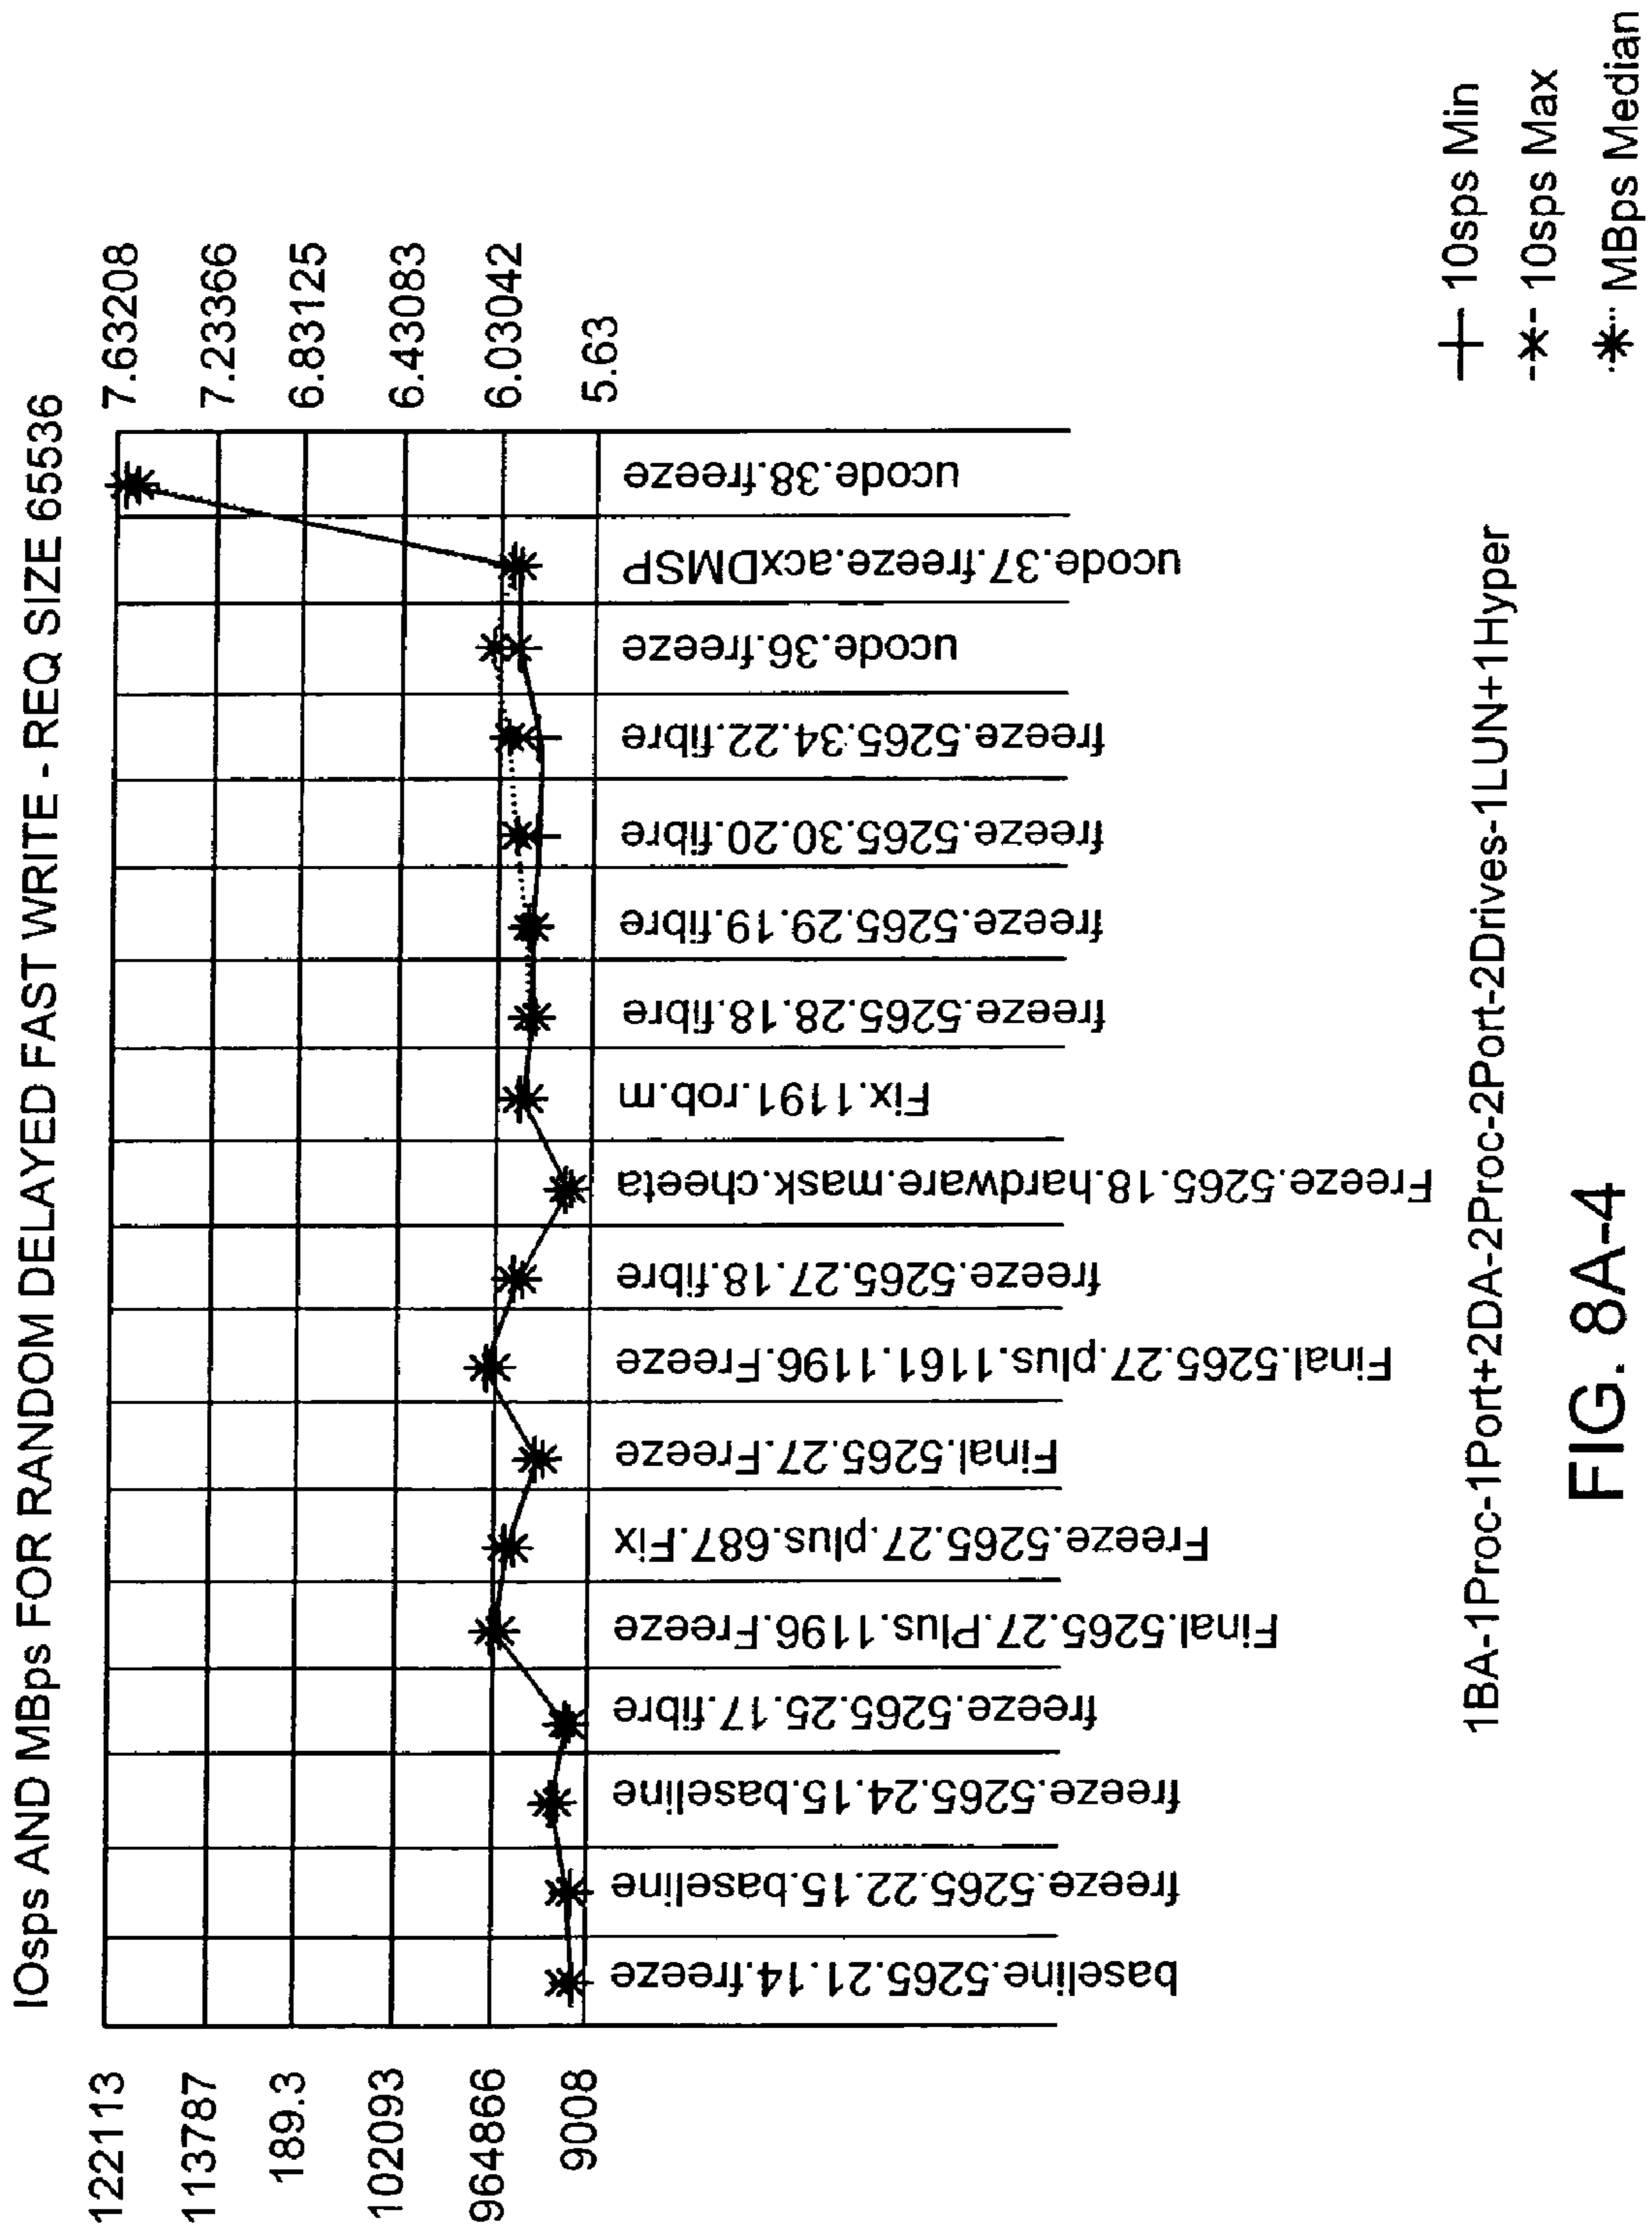 IOsps AND MBps FOR RANDOM DELAYED FAST WRITE - REQ SIZE 65536
122113
113787
189.3
102093
964866
9008
7.63208
7.23366
6.83125
6.43083
6.03042
5.63
baseline.5265.21.14.freeze
freeze.5265.22.15.baseline
freeze.5265.24.15.baseline
freeze.5265.25.17.fibre
Final.5265.27.Plus.1196.Freeze
Freeze.5265.27.plus.687.Fix
Final.5265.27.Freeze
Final.5265.27.plus.1161.1196.Freeze
freeze.5265.27.18.fibre
Freeze.5265.18.hardware.mask.cheeta
Fix.1191.rob.m
freeze.5265.28.18.fibre
freeze.5265.29.19.fibre
freeze.5265.30.20.fibre
freeze.5265.34.22.fibre
ucode.36.freeze
ucode.37.freeze.acxDMSP
ucode.38.freeze
1BA-1Proc-1Port+2DA-2Proc-2Port-2Drives-1LUN+1Hyper
10sps Min
10sps Max
MBps Median
FIG. 8A-4